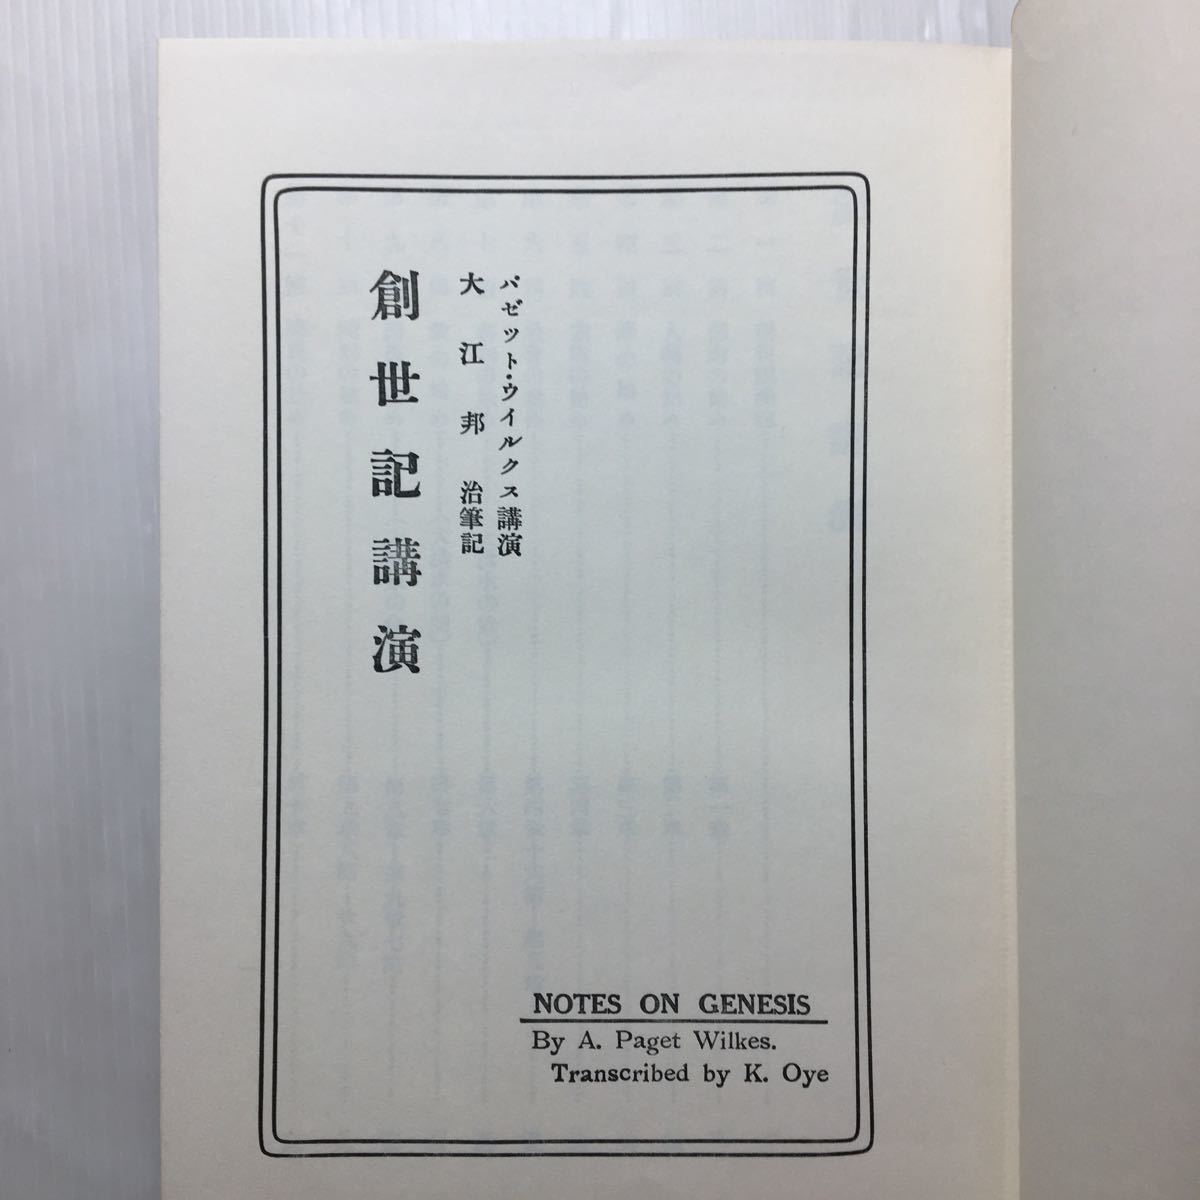 バゼット・ウイルクス講演
大江邦治筆記
創世記講演
NOTES ON GENESIS
By A. Paget Wilkes.
Transcribed by K. Oye